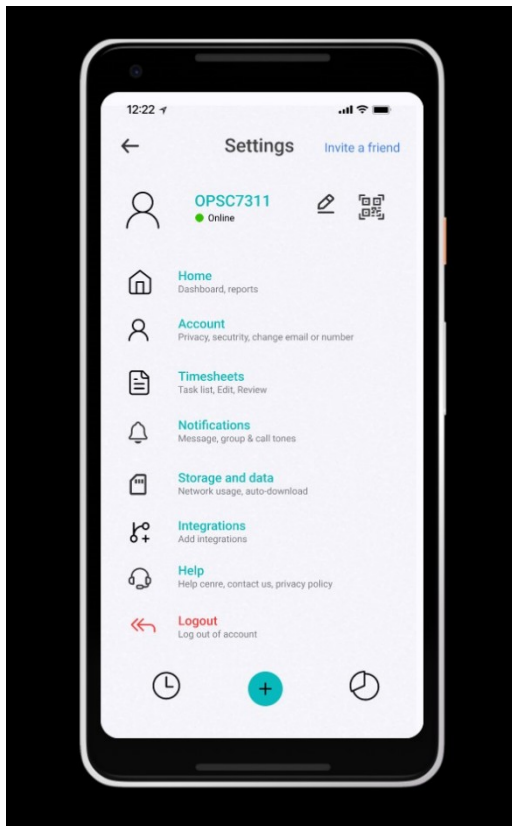 12:22
Settings
Invite a friend
OPSC7311
Online
Home
Dashboard, reports
Account
Privacy, secutrity, change email or number
Timesheets
Task list, Edit, Review
Notifications
Message, group & call tones
Storage and data
Network usage, auto-download
Integrations
Add integrations
Help
Help cenre, contact us, privacy policy
Logout
Log out of account